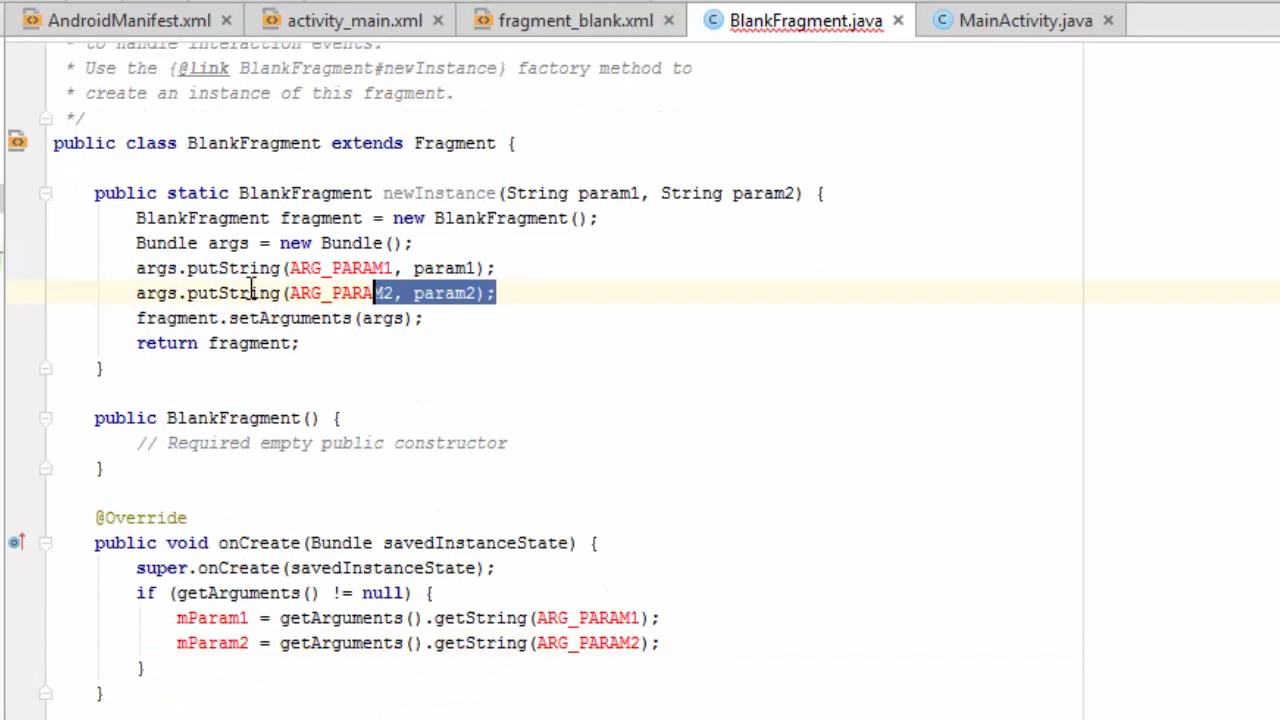 AndroidManifest.xml
activity_main.xml
fragment_blank.xml
BlankFragment.java
MainActivity.java
* to handle interaction events.
* Use the {@link BlankFragment#newInstance} factory method to
* create an instance of this fragment.
*/
public class BlankFragment extends Fragment {
public static BlankFragment newInstance(String param1, String param2) {
BlankFragment fragment = new BlankFragment();
Bundle args = new Bundle();
args.putString(ARG_PARAM1, param1);
args.putString(ARG_PARAM2, param2);
fragment.setArguments(args);
return fragment;
}
public BlankFragment() {
// Required empty public constructor
}
@Override
public void onCreate(Bundle savedInstanceState) {
super.onCreate(savedInstanceState);
if (getArguments() != null) {
mParam1 = getArguments().getString(ARG_PARAM1);
mParam2 = getArguments().getString(ARG_PARAM2);
}
}